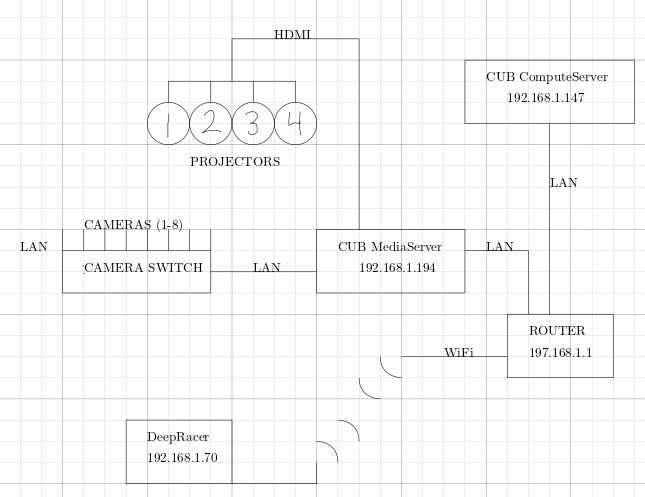 HDMI
CUB ComputeServer
192.168.1.147
1 2 3 4
PROJECTORS
LAN
CAMERAS (1-8)
LAN
CAMERA SWITCH
LAN
CUB MediaServer
192.168.1.194
LAN
ROUTER
197.168.1.1
WiFi
DeepRacer
192.168.1.70